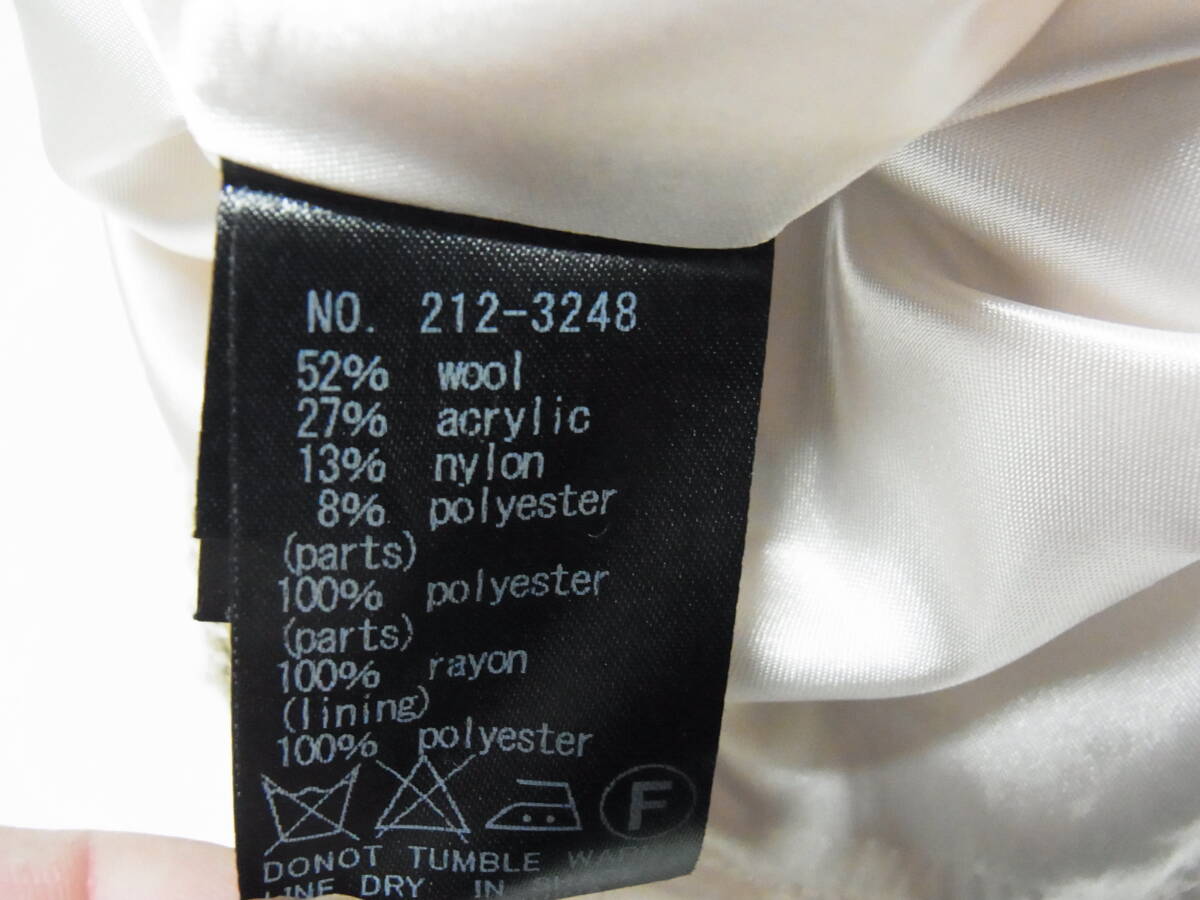 NO. 212-3248
52% wool
27% acrylic
13% nylon
8% polyester
(parts)
100% polyester
(parts)
100% rayon
(lining)
100% polyester
F
DONOT TUMBLE
LINE DRY IN